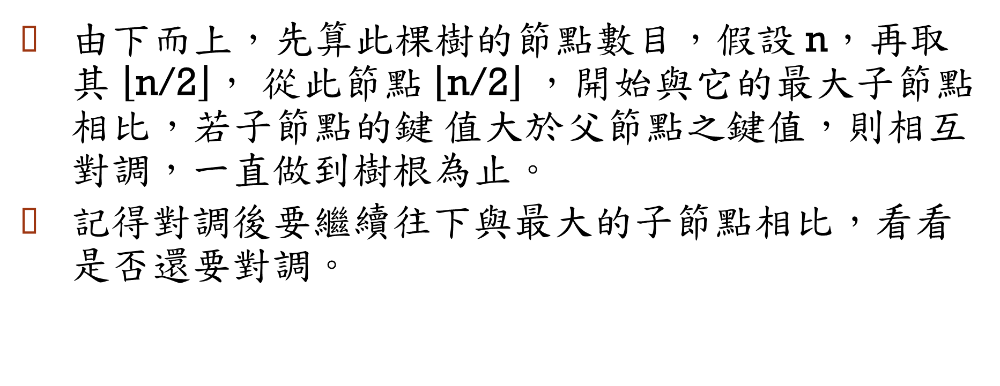 由下而上，先算此棵樹的節點數目，假設n，再取
其 ⌊n/2⌋， 從此節點 ⌊n/2⌋ ，開始與它的最大子節點
相比，若子節點的鍵 值大於父節點之鍵值，則相互
對調，一直做到樹根為止。
記得對調後要繼續往下與最大的子節點相比，看看
是否還要對調。